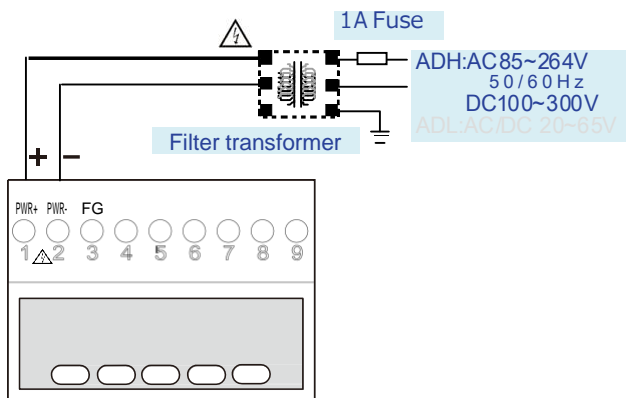 1A Fuse
ADH:AC85~264V
50/60Hz
DC100~300V
ADL:AC/DC 20~65V
Filter transformer
+ −
PWR+ PWR- FG
1 2 3 4 5 6 7 8 9